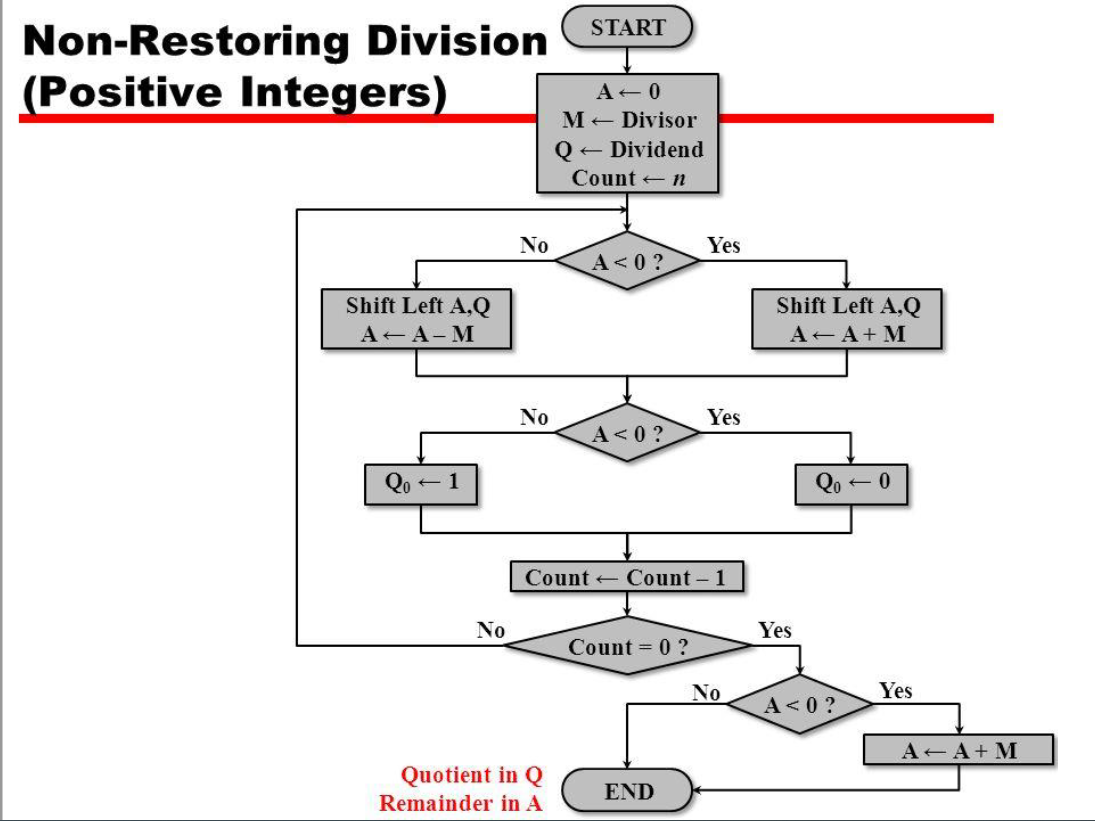 Non-Restoring Division
(Positive Integers)
START
A ← 0
M ← Divisor
Q ← Dividend
Count ← n
No
A < 0 ?
Yes
Shift Left A,Q
A ← A – M
Shift Left A,Q
A ← A + M
No
A < 0 ?
Yes
Q₀ ← 1
Q₀ ← 0
Count ← Count – 1
No
Count = 0 ?
Yes
No
A < 0 ?
Yes
A ← A + M
Quotient in Q
Remainder in A
END